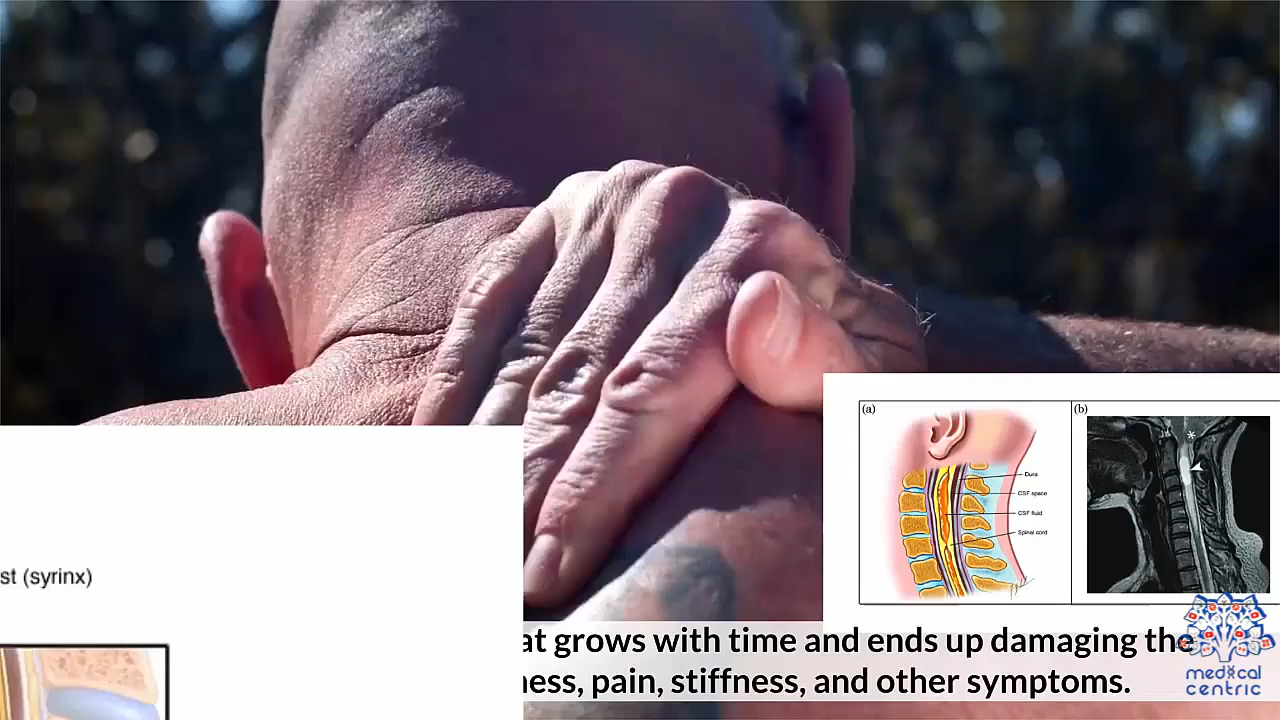 (a)
(b)
Dura
CSF space
CSF fluid
Spinal cord
*
st (syrinx)
at grows with time and ends up damaging the
ness, pain, stiffness, and other symptoms.
medical
centric